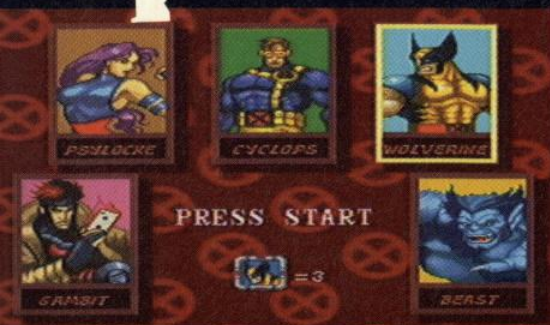 PSYLOCKE
CYCLOPS
WOLVERINE
PRESS START
=3
GAMBIT
BEAST